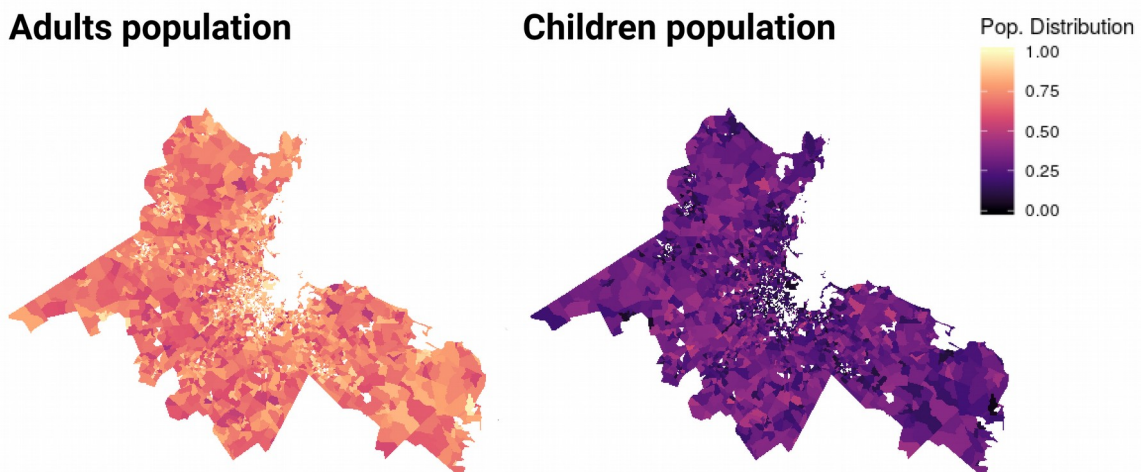 Adults population
Children population
Pop. Distribution
1.00
0.75
0.50
0.25
0.00